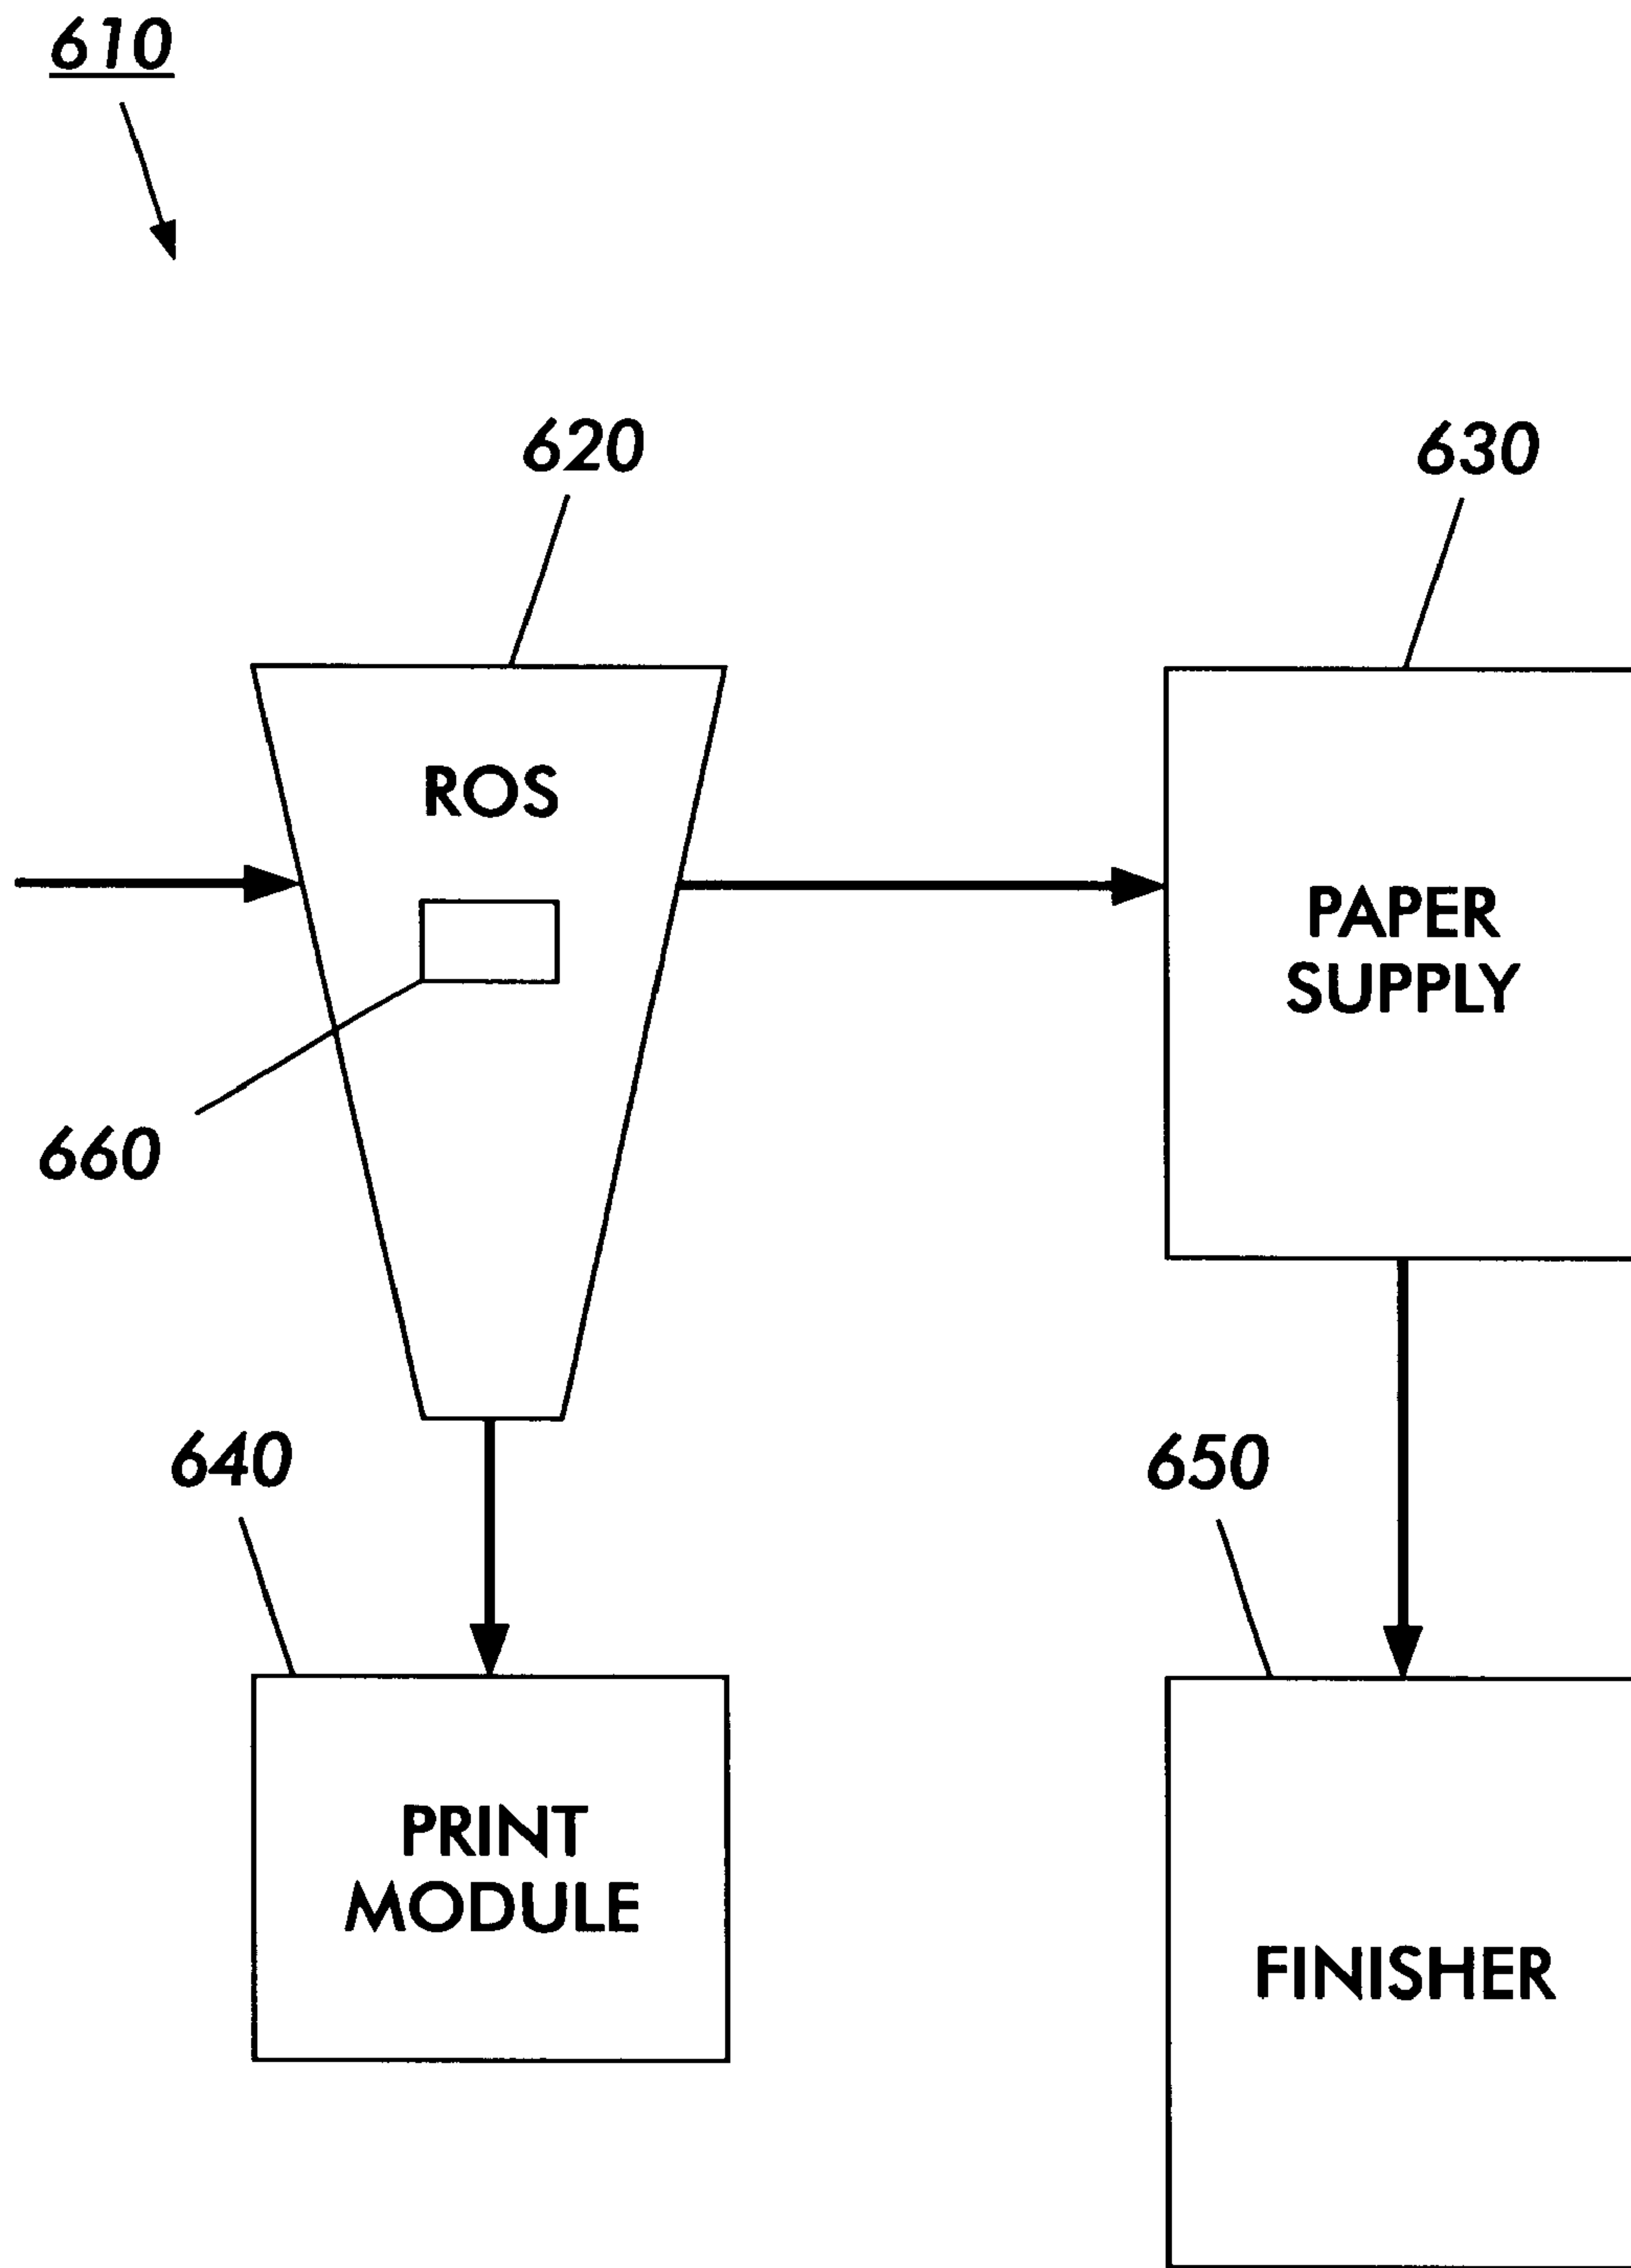 610
620
630
ROS
PAPER
SUPPLY
660
640
650
PRINT
MODULE
FINISHER